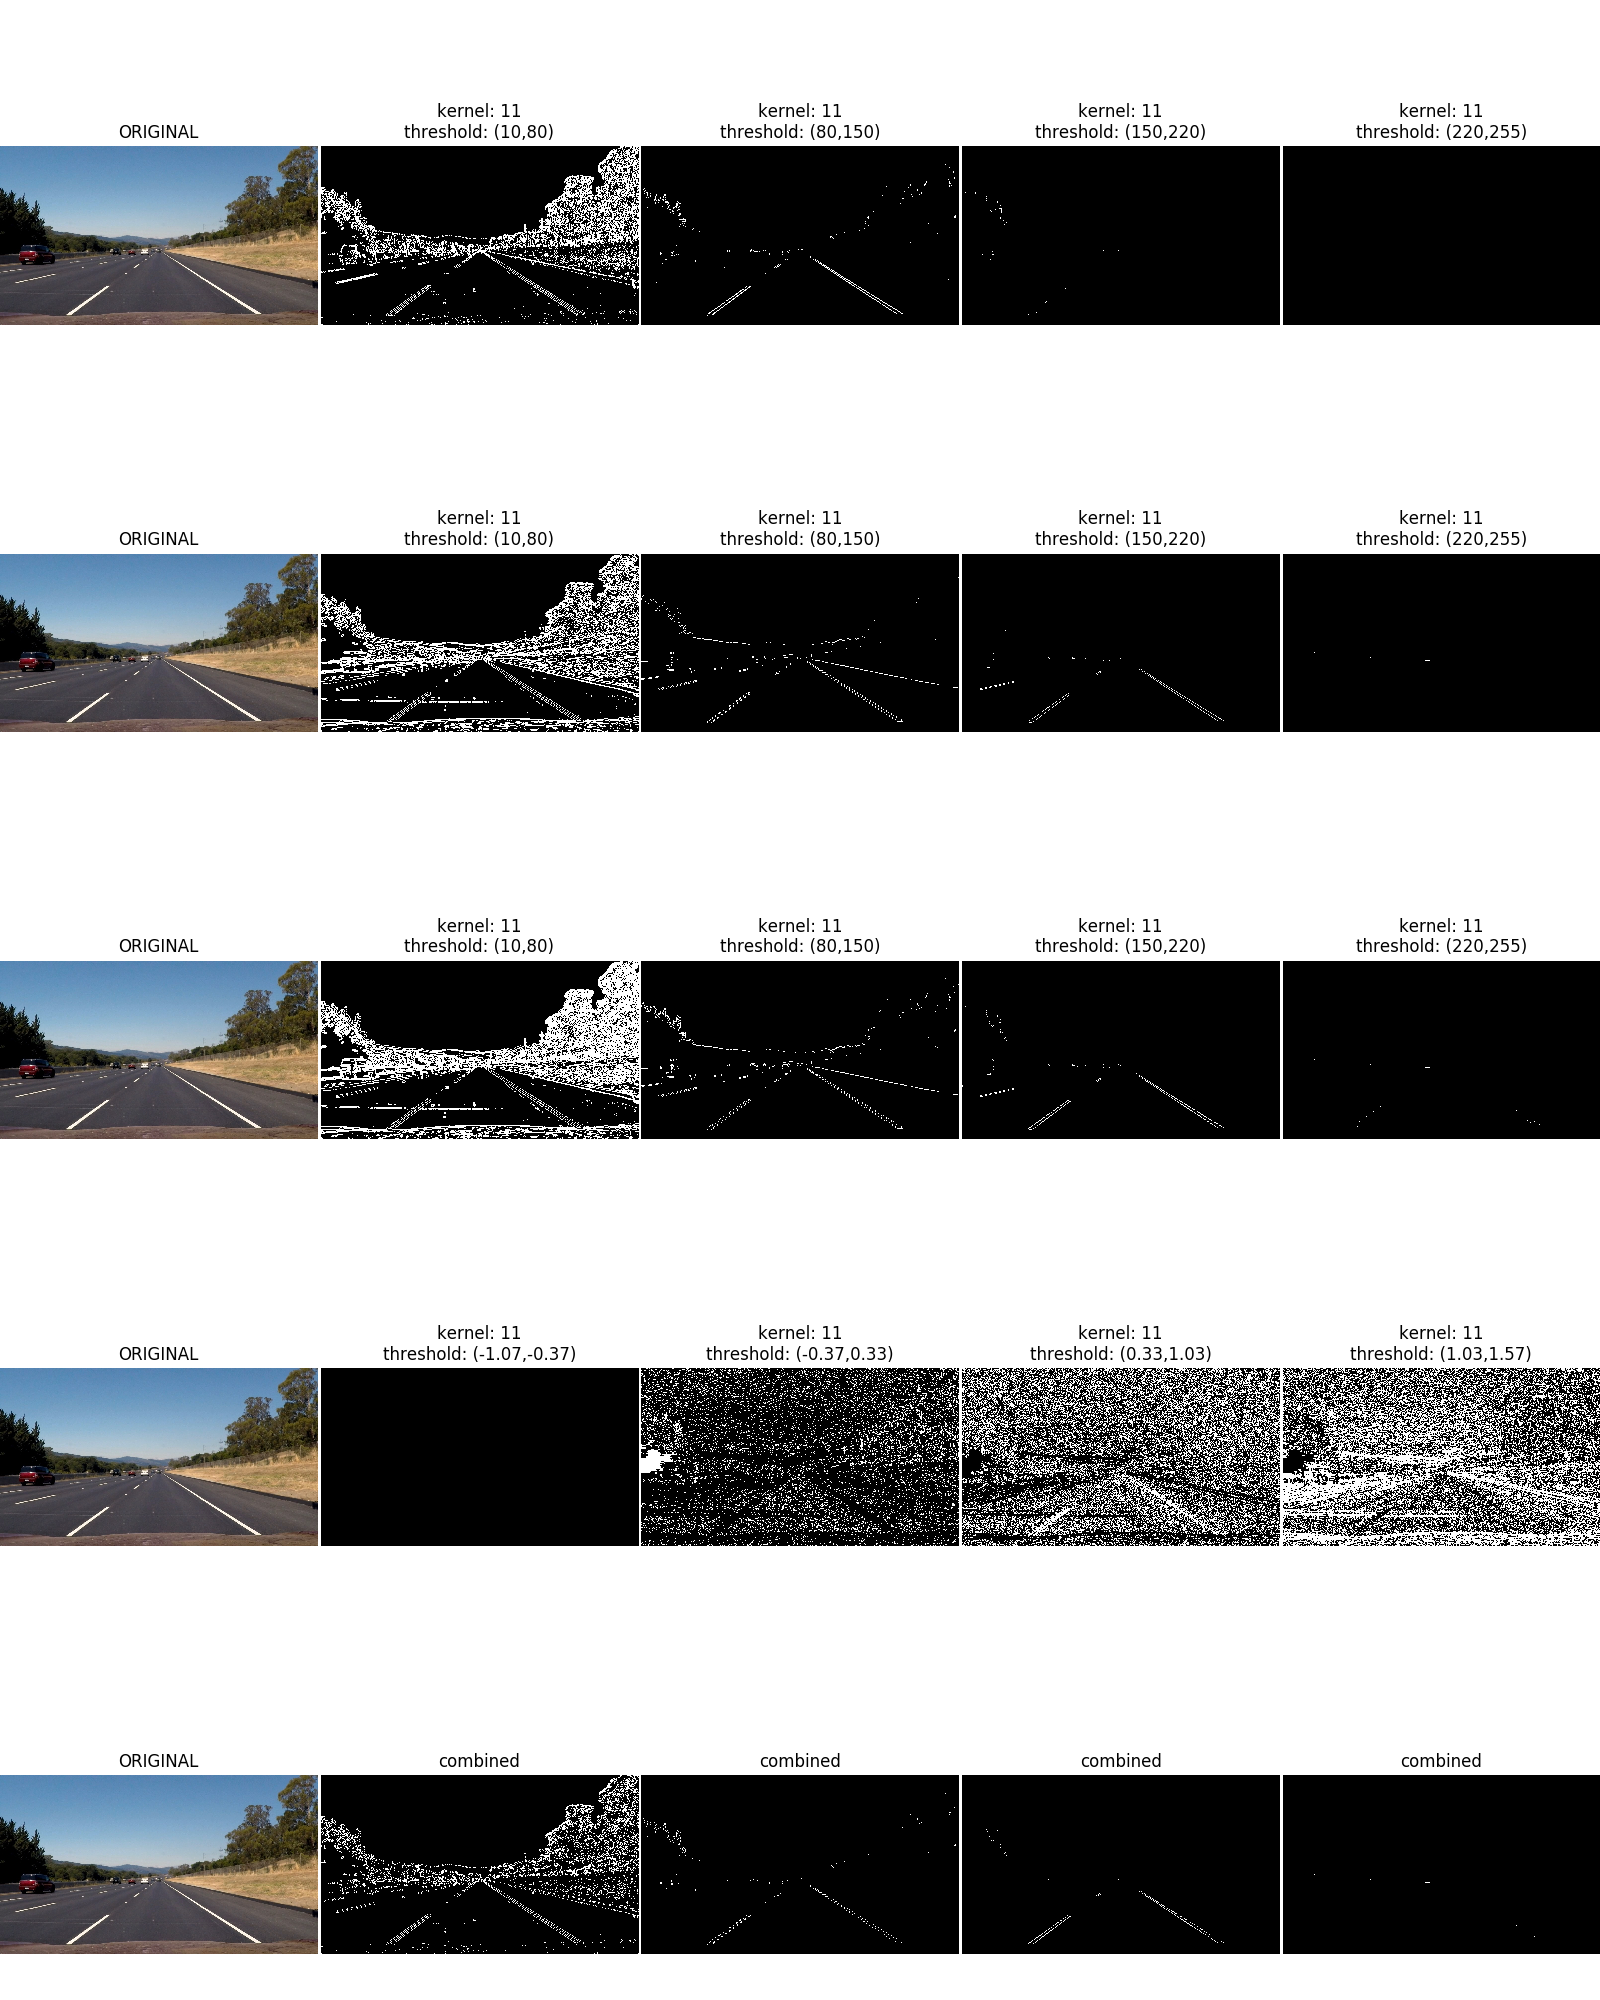 kernel: 11
kernel: 11
kernel: 11
kernel: 11
ORIGINAL
threshold: (10,80)
threshold: (80,150)
threshold: (150,220)
threshold: (220,255)
kernel: 11
kernel: 11
kernel: 11
kernel: 11
ORIGINAL
threshold: (10,80)
threshold: (80,150)
threshold: (150,220)
threshold: (220,255)
kernel: 11
kernel: 11
kernel: 11
kernel: 11
ORIGINAL
threshold: (10,80)
threshold: (80,150)
threshold: (150,220)
threshold: (220,255)
kernel: 11
kernel: 11
kernel: 11
kernel: 11
ORIGINAL
threshold: (-1.07,-0.37)
threshold: (-0.37,0.33)
threshold: (0.33,1.03)
threshold: (1.03,1.57)
ORIGINAL
combined
combined
combined
combined